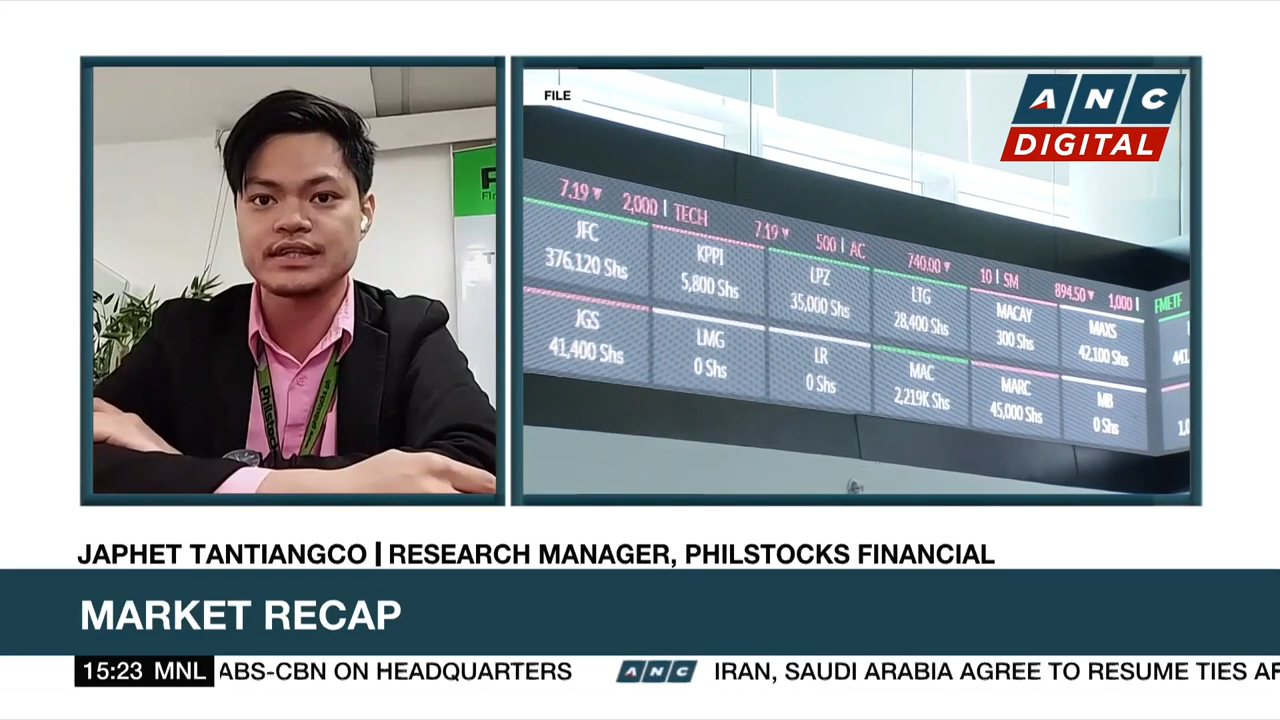 FILE
ANC
DIGITAL
7.19 ▼ 2,000 | TECH 7.19 ▼ 500 | AC 740.00 ▼ 10 | SM 894.50 ▼ 1,000 | FMETF
JFC KPPI LPZ LTG MACAY MAXS
376,120 Shs 5,800 Shs 35,000 Shs 28,400 Shs 300 Shs 42,100 Shs
JGS LMG LR MAC MARC MB
41,400 Shs 0 Shs 0 Shs 2,219K Shs 45,000 Shs 0 Shs
JAPHET TANTIANGCO | RESEARCH MANAGER, PHILSTOCKS FINANCIAL
MARKET RECAP
15:23 MNL ABS-CBN ON HEADQUARTERS ANC IRAN, SAUDI ARABIA AGREE TO RESUME TIES AF